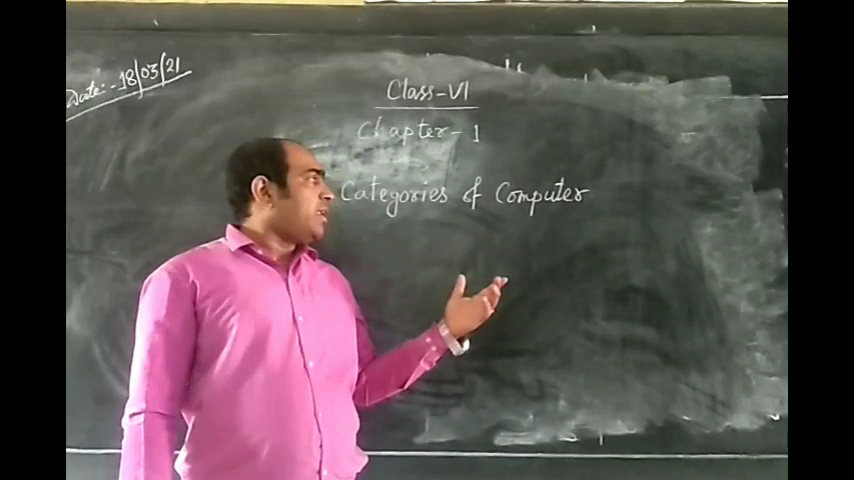 Date:-18/03/21
Class-VI
Chapter-1
Categories of Computer